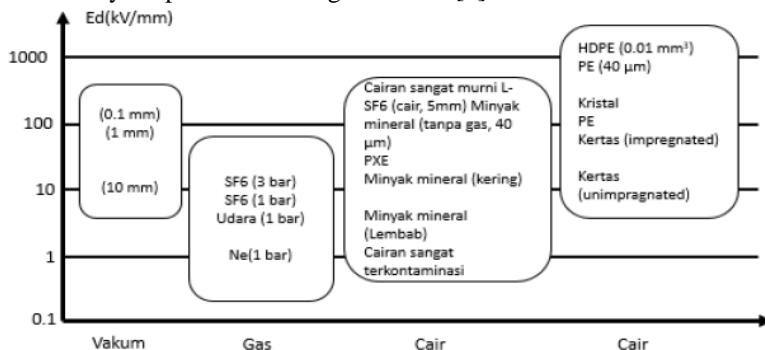 Ed(kV/mm)
1000
100
10
1
0.1
(0.1 mm)
(1 mm)
(10 mm)
SF6 (3 bar)
SF6 (1 bar)
Udara (1 bar)
Ne(1 bar)
Cairan sangat murni L-
SF6 (cair, 5mm) Minyak
mineral (tanpa gas, 40
μm)
PXE
Minyak mineral (kering)
Minyak mineral
(Lembab)
Cairan sangat
terkontaminasi
HDPE (0.01 mm³)
PE (40 μm)
Kristal
PE
Kertas (impregnated)
Kertas
(unimpragnated)
Vakum
Gas
Cair
Cair